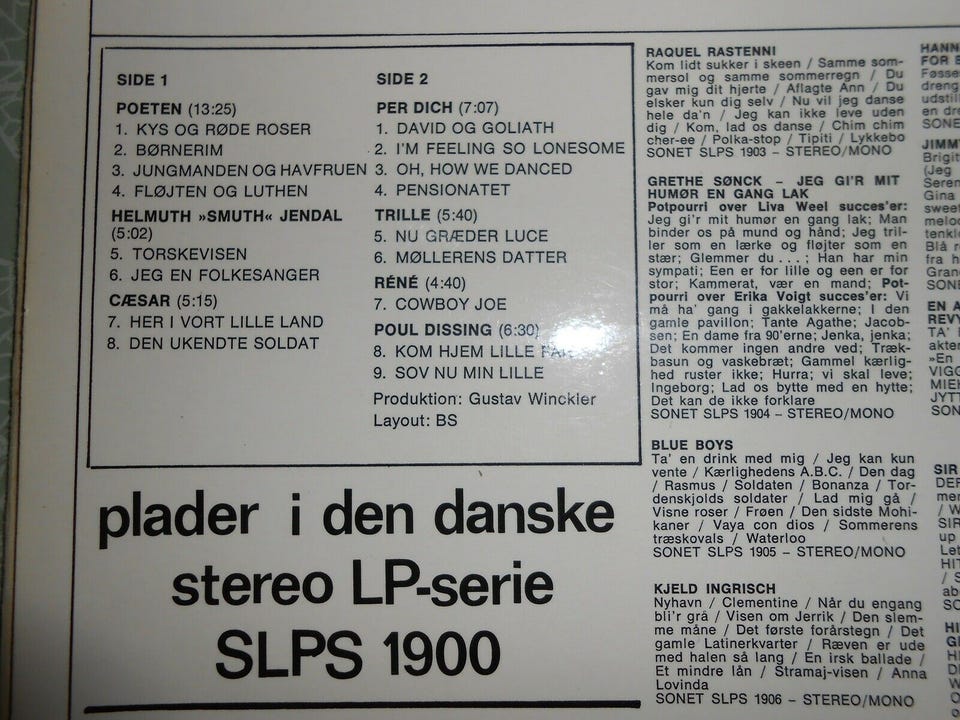 SIDE 1
POETEN (13:25)
1. KYS OG RØDE ROSER
2. BØRNERIM
3. JUNGMANDEN OG HAVFRUEN
4. FLØJTEN OG LUTHEN
HELMUTH »SMUTH« JENDAL
(5:02)
5. TORSKEVISEN
6. JEG EN FOLKESANGER
CÆSAR (5:15)
7. HER I VORT LILLE LAND
8. DEN UKENDTE SOLDAT
SIDE 2
PER DICH (7:07)
1. DAVID OG GOLIATH
2. I'M FEELING SO LONESOME
3. OH, HOW WE DANCED
4. PENSIONATET
TRILLE (5:40)
5. NU GRÆDER LUCE
6. MØLLERENS DATTER
RÉNÉ (4:40)
7. COWBOY JOE
POUL DISSING (6:30)
8. KOM HJEM LILLE
9. SOV NU MIN LILLE
Produktion: Gustav Winckler
Layout: BS
plader i den danske
stereo LP-serie
SLPS 1900
RAQUEL RASTENNI
Kom lidt sukker i skeen / Samme som-
mersol og samme sommerregn / Du
gav mig dit hjerte / Aflagte Ann / Du
elsker kun dig selv / Nu vil jeg danse
hele da'n / Jeg kan ikke leve uden
dig / Kom, lad os danse / Chim chim
cher-ee / Polka-stop / Tipiti / Lykkebo
SONET SLPS 1903 – STEREO/MONO
GRETHE SØNCK – JEG GI'R MIT
HUMØR EN GANG LAK
Potpourri over Liva Weel succes'er:
Jeg gi'r mit humør en gang lak; Man
binder os på mund og hånd; Jeg tril-
ler som en lærke og fløjter som en
stær; Glemmer du . . . ; Han har min
sympati; Een er for lille og een er for
stor; Kammerat, vær en mand; Pot-
pourri over Erika Voigt succes'er: Vi
må ha' gang i gakkelakkerne; I den
gamle pavillon; Tante Agathe; Jacob-
sen; En dame fra 90'erne; Jenka, jenka;
Det kommer ingen andre ved; Træk-
basun og vaskebræt; Gammel kærlig-
hed ruster ikke; Hurra; vi skal leve;
Ingeborg; Lad os bytte med en hytte;
Det kan de ikke forklare
SONET SLPS 1904 – STEREO/MONO
BLUE BOYS
Ta' en drink med mig / Jeg kan kun
vente / Kærlighedens A.B.C. / Den dag
/ Rasmus / Soldaten / Bonanza / Tor-
denskjolds soldater / Lad mig gå /
Visne roser / Frøen / Den sidste Mohi-
kaner / Vaya con dios / Sommerens
træskovals / Waterloo
SONET SLPS 1905 – STEREO/MONO
KJELD INGRISCH
Nyhavn / Clementine / Når du engang
bli'r grå / Visen om Jerrik / Den slem-
me måne / Det første forårstegn / Det
gamle Latinerkvarter / Ræven er ude
med halen så lang / En irsk ballade /
Et mindre lån / Stramaj-visen / Anna
Lovinda
SONET SLPS 1906 – STEREO/MONO